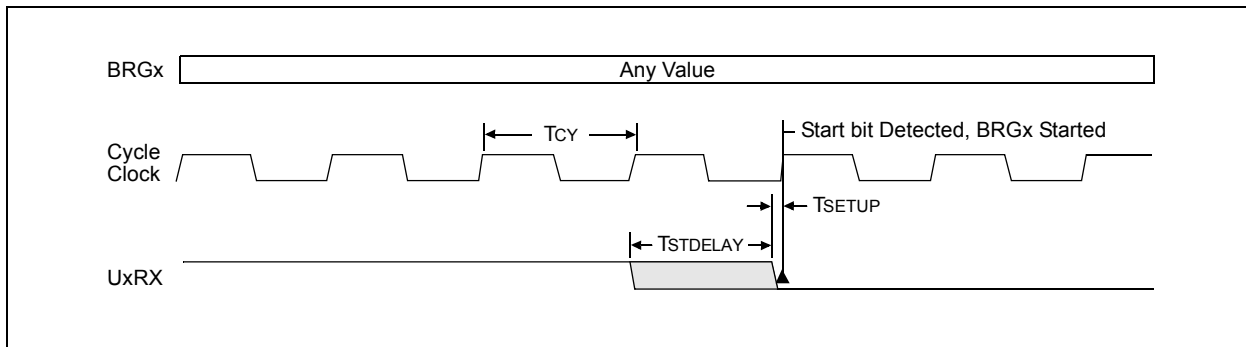 BRGx
Any Value
TCY
Start bit Detected, BRGx Started
Cycle
Clock
TSETUP
TSTDELAY
UxRX